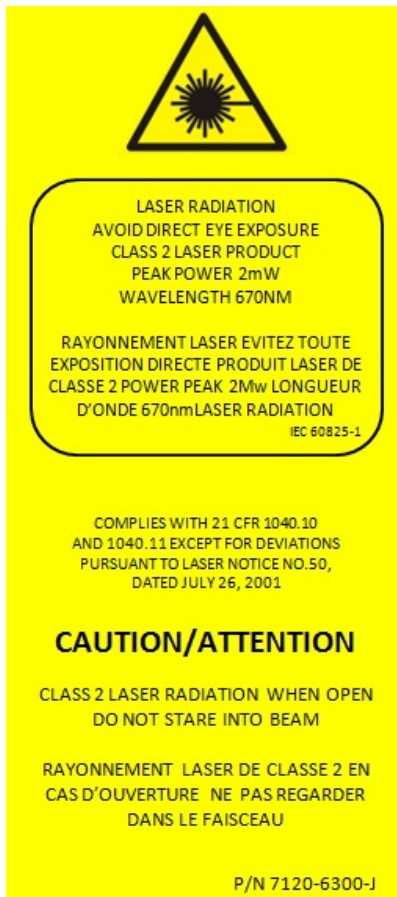 LASER RADIATION
AVOID DIRECT EYE EXPOSURE
CLASS 2 LASER PRODUCT
PEAK POWER 2mW
WAVELENGTH 670NM
RAYONNEMENT LASER EVITEZ TOUTE
EXPOSITION DIRECTE PRODUIT LASER DE
CLASSE 2 POWER PEAK 2Mw LONGUEUR
D'ONDE 670nmLASER RADIATION
IEC 60825-1
COMPLIES WITH 21 CFR 1040.10
AND 1040.11 EXCEPT FOR DEVIATIONS
PURSUANT TO LASER NOTICE NO.50,
DATED JULY 26, 2001
CAUTION/ATTENTION
CLASS 2 LASER RADIATION WHEN OPEN
DO NOT STARE INTO BEAM
RAYONNEMENT LASER DE CLASSE 2 EN
CAS D'OUVERTURE NE PAS REGARDER
DANS LE FAISCEAU
P/N 7120-6300-J